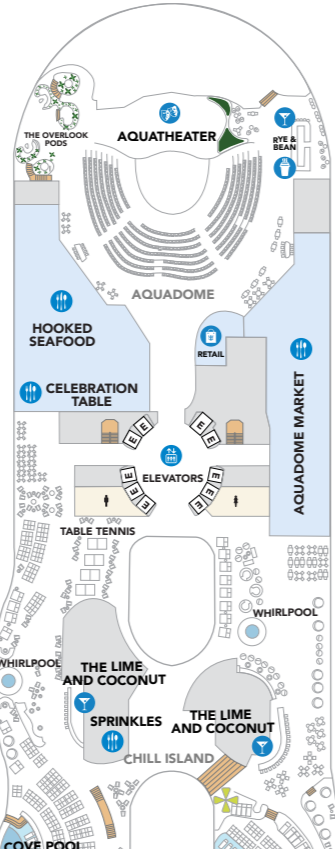 THE OVERLOOK
PODS
AQUATHEATER
RYE &
BEAN
AQUADOME
HOOKED
SEAFOOD
RETAIL
CELEBRATION
TABLE
AQUADOME MARKET
E
E
E
E
ELEVATORS
E
E
E
E
E
E
TABLE TENNIS
WHIRLPOOL
WHIRLPOOL
THE LIME
AND COCONUT
SPRINKLES
THE LIME
AND COCONUT
CHILL ISLAND
COVE POOL